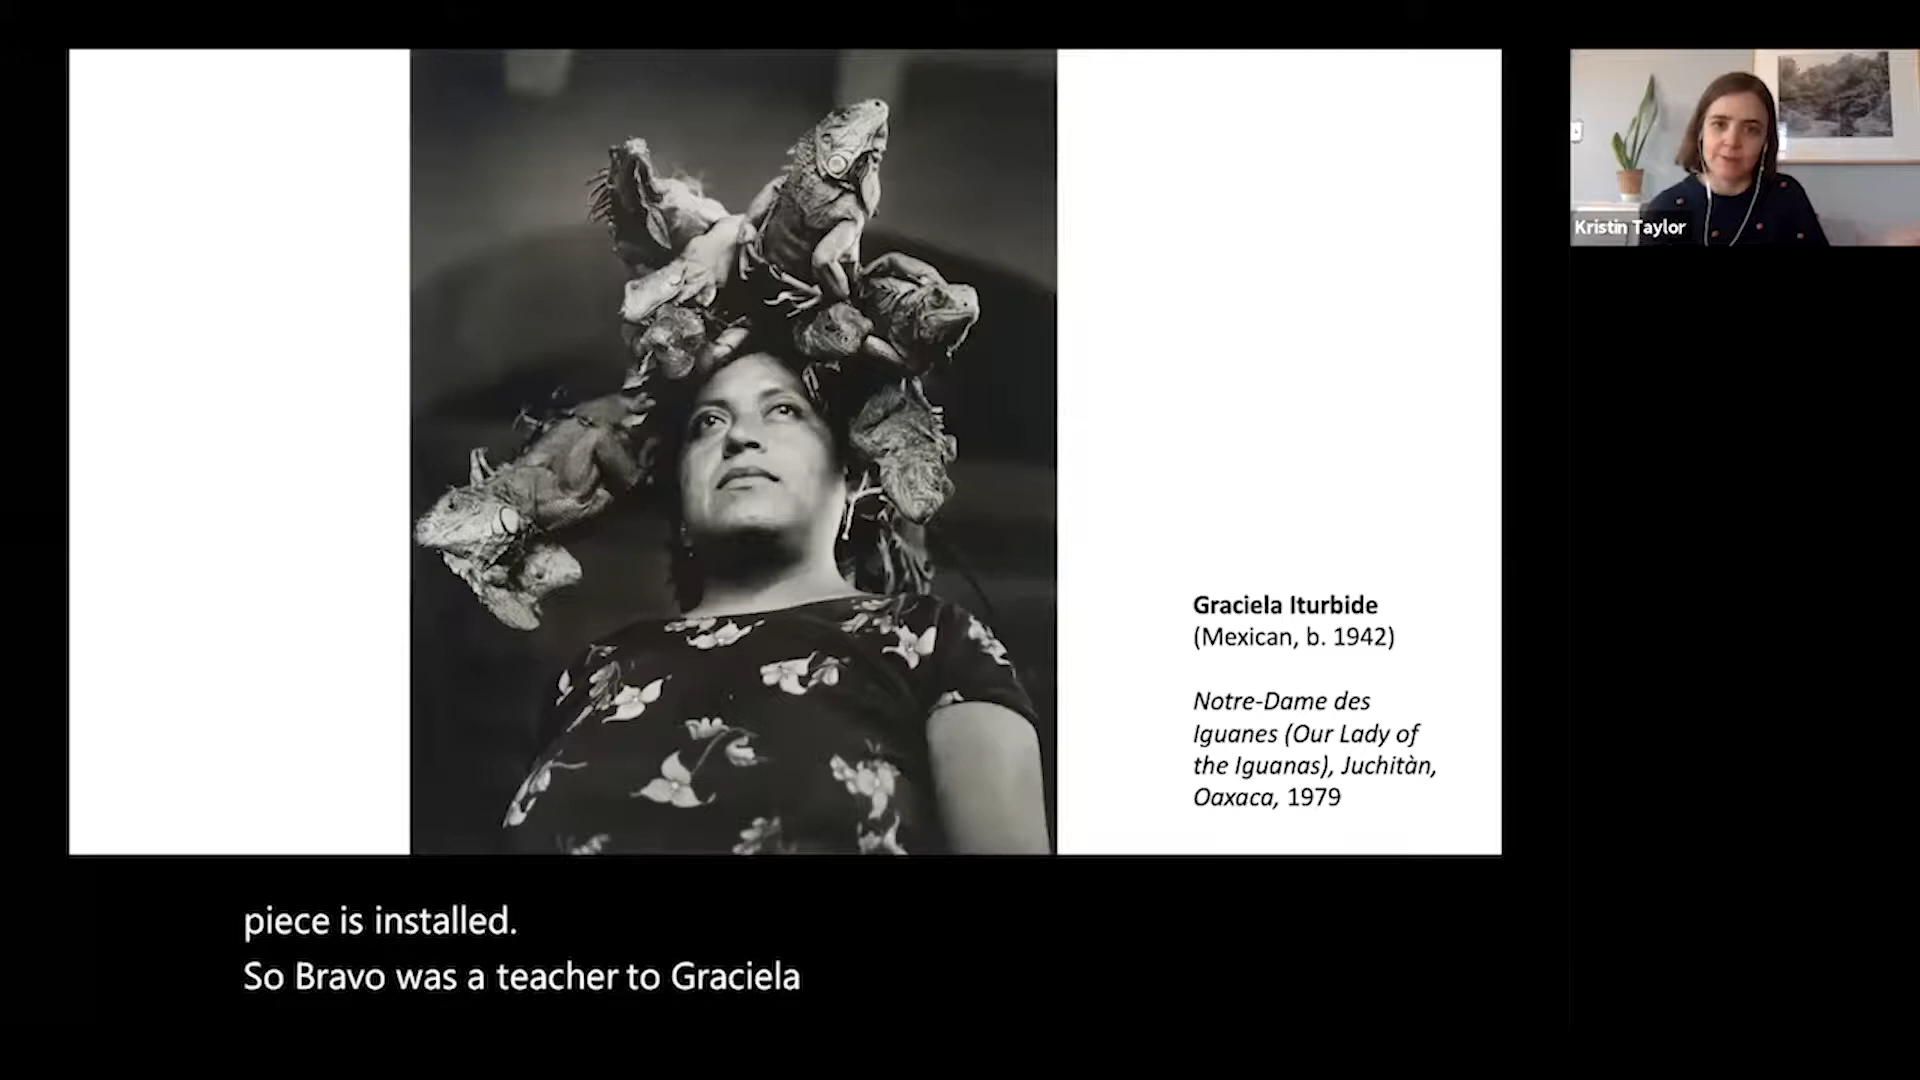 Kristin Taylor
Graciela Iturbide
(Mexican, b. 1942)
Notre-Dame des
Iguanes (Our Lady of
the Iguanas), Juchitàn,
Oaxaca, 1979
piece is installed.
So Bravo was a teacher to Graciela